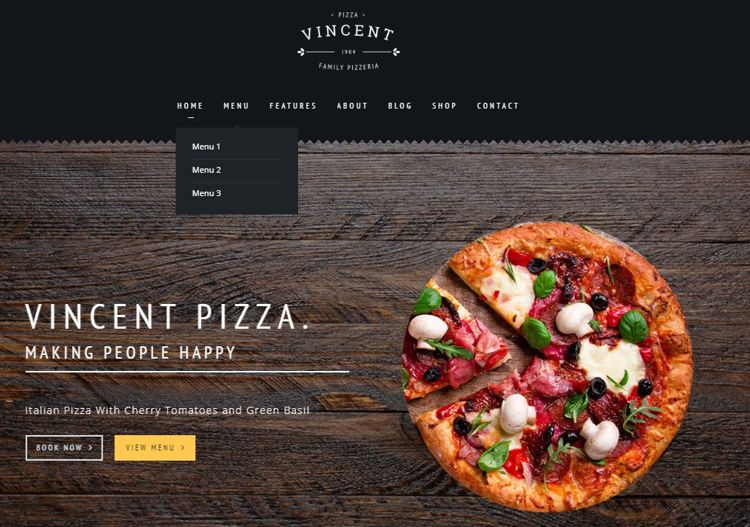 PIZZA
VINCENT
1964
FAMILY PIZZERIA
HOME MENU FEATURES ABOUT BLOG SHOP CONTACT
Menu 1
Menu 2
Menu 3
VINCENT PIZZA.
MAKING PEOPLE HAPPY
Italian Pizza With Cherry Tomatoes and Green Basil
BOOK NOW > VIEW MENU >